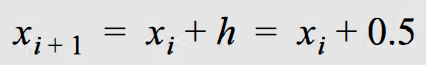 x_{i+1} = x_i + h = x_i + 0.5